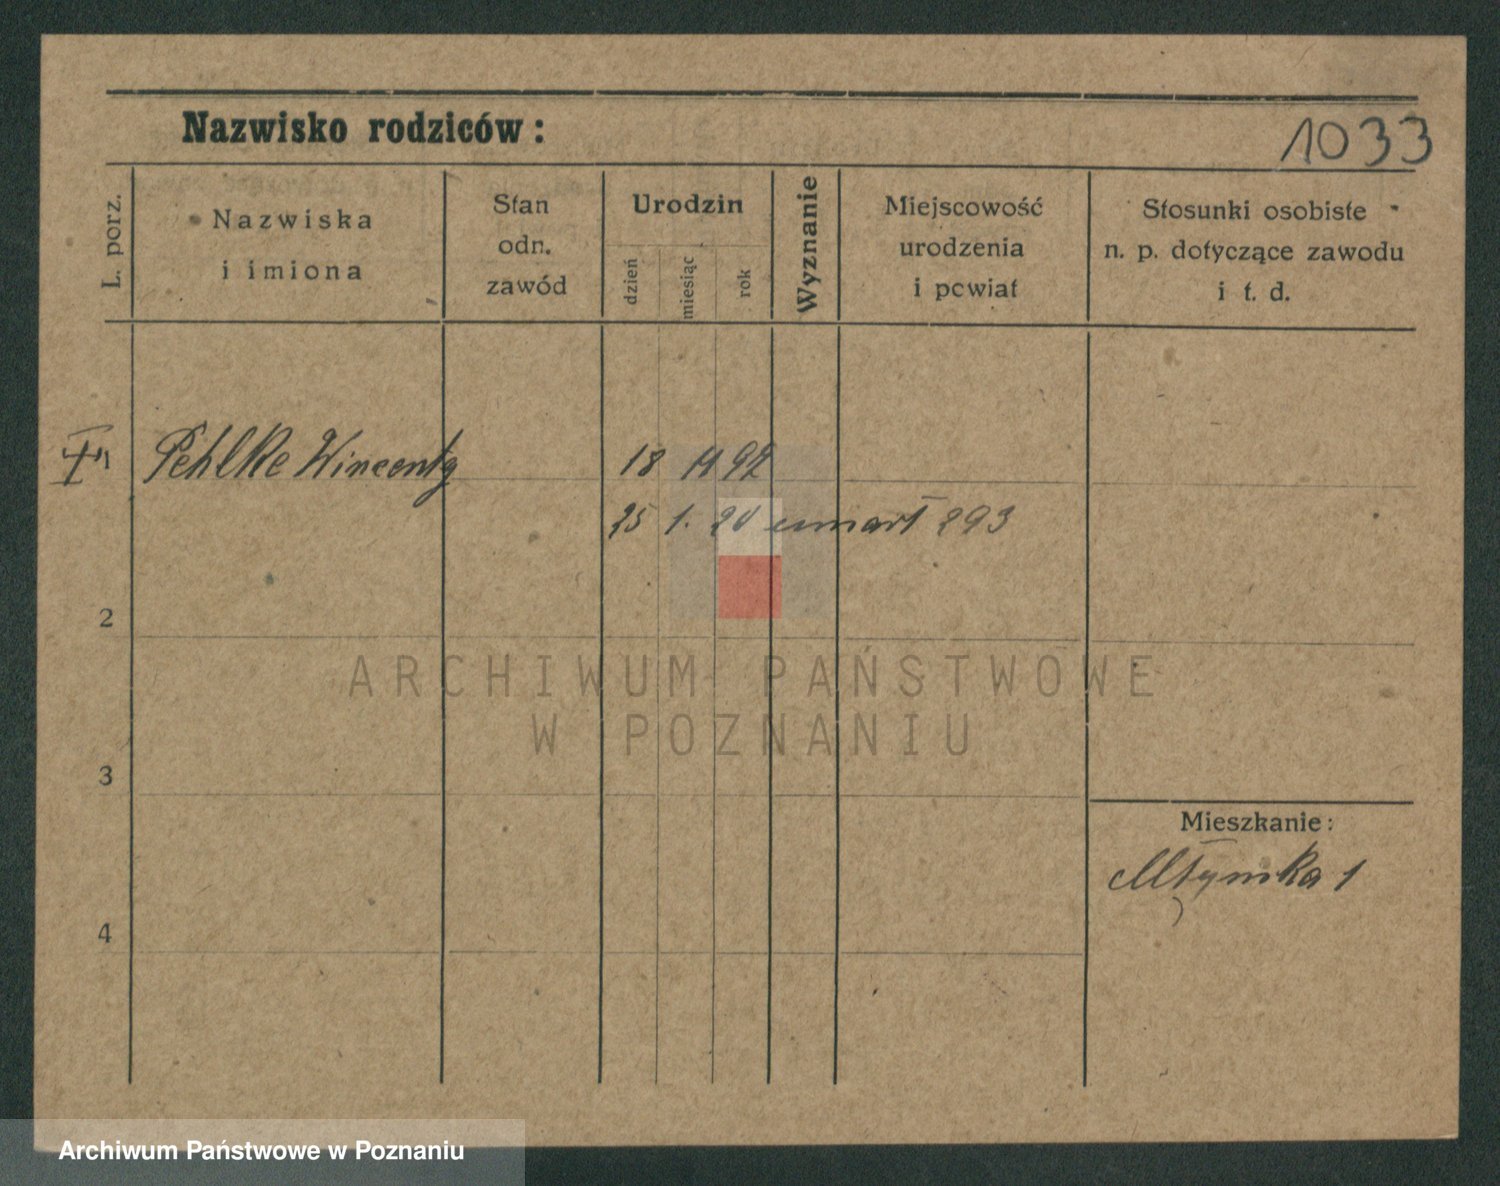 Nazwisko rodziców:
1033
L. porz.
Nazwiska
i imiona
Stan
odn.
zawód
Urodzin
dzień
miesiąc
rok
Wyznanie
Miejscowość
urodzenia
i powiat
Stosunki osobiste
n. p. dotyczące zawodu
i t. d.
1 Pehlke Wincenty 18 92
25 1. 20 umarł 293
2
ARCHIWUM PAŃSTWOWE
W POZNANIU
3
Mieszkanie:
Młyńska 1
4
Archiwum Państwowe w Poznaniu